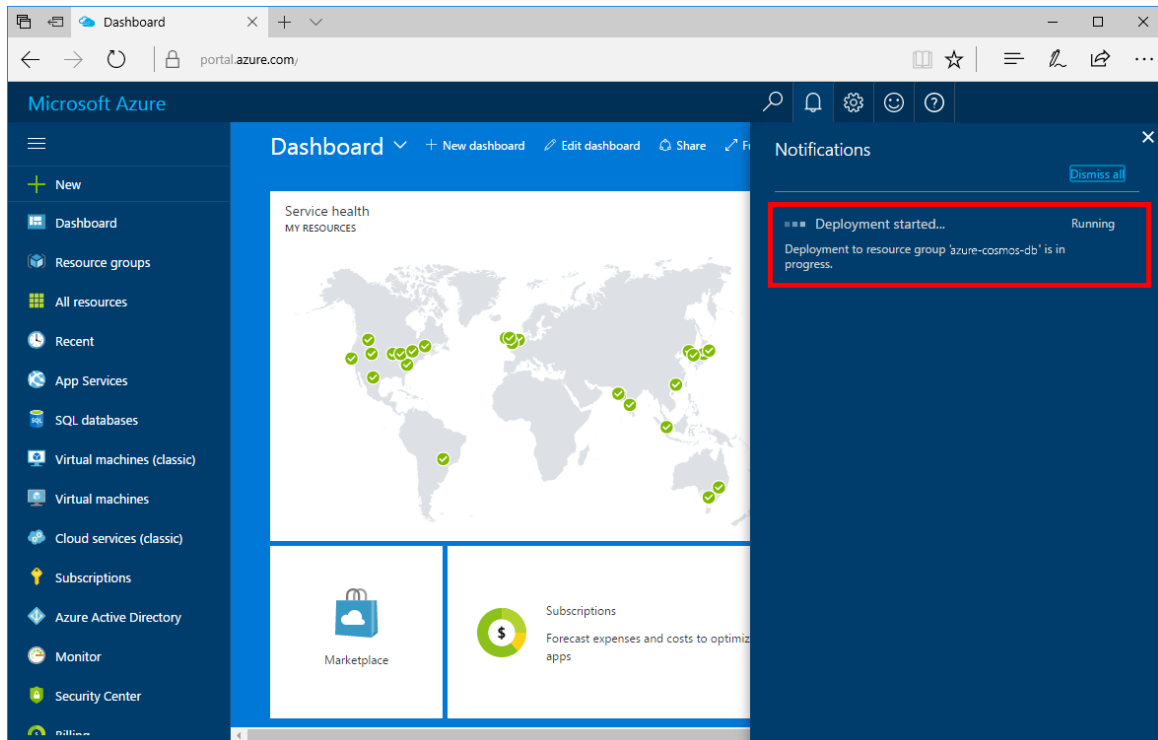 Dashboard
portal.azure.com/
Microsoft Azure
New
Dashboard
Resource groups
All resources
Recent
App Services
SQL databases
Virtual machines (classic)
Virtual machines
Cloud services (classic)
Subscriptions
Azure Active Directory
Monitor
Security Center
Billing
Dashboard
New dashboard
Edit dashboard
Share
Service health
MY RESOURCES
Marketplace
$
Subscriptions
Forecast expenses and costs to optimiz
apps
Notifications
Dismiss all
Deployment started... Running
Deployment to resource group 'azure-cosmos-db' is in
progress.